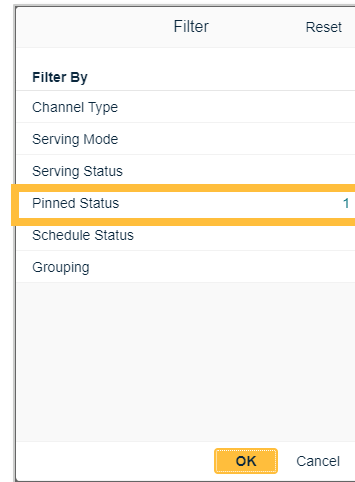 Filter Reset
Filter By
Channel Type
Serving Mode
Serving Status
Pinned Status 1
Schedule Status
Grouping
OK Cancel